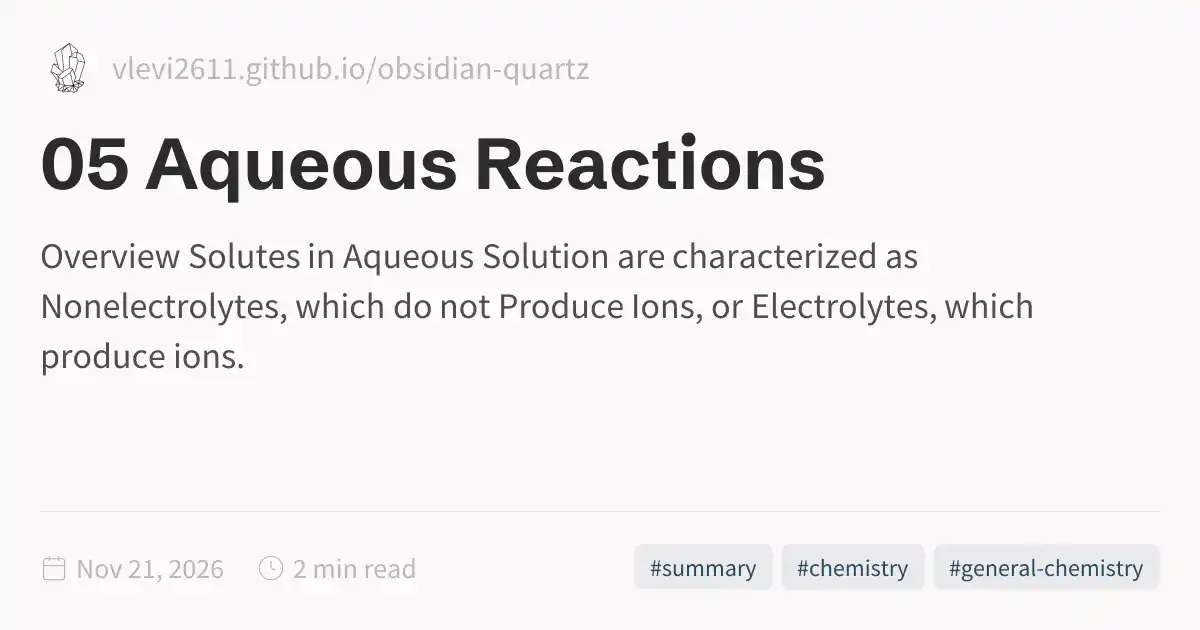 vlevi2611.github.io/obsidian-quartz
05 Aqueous Reactions
Overview Solutes in Aqueous Solution are characterized as
Nonelectrolytes, which do not Produce Ions, or Electrolytes, which
produce ions.
Nov 21, 2026 2 min read #summary #chemistry #general-chemistry